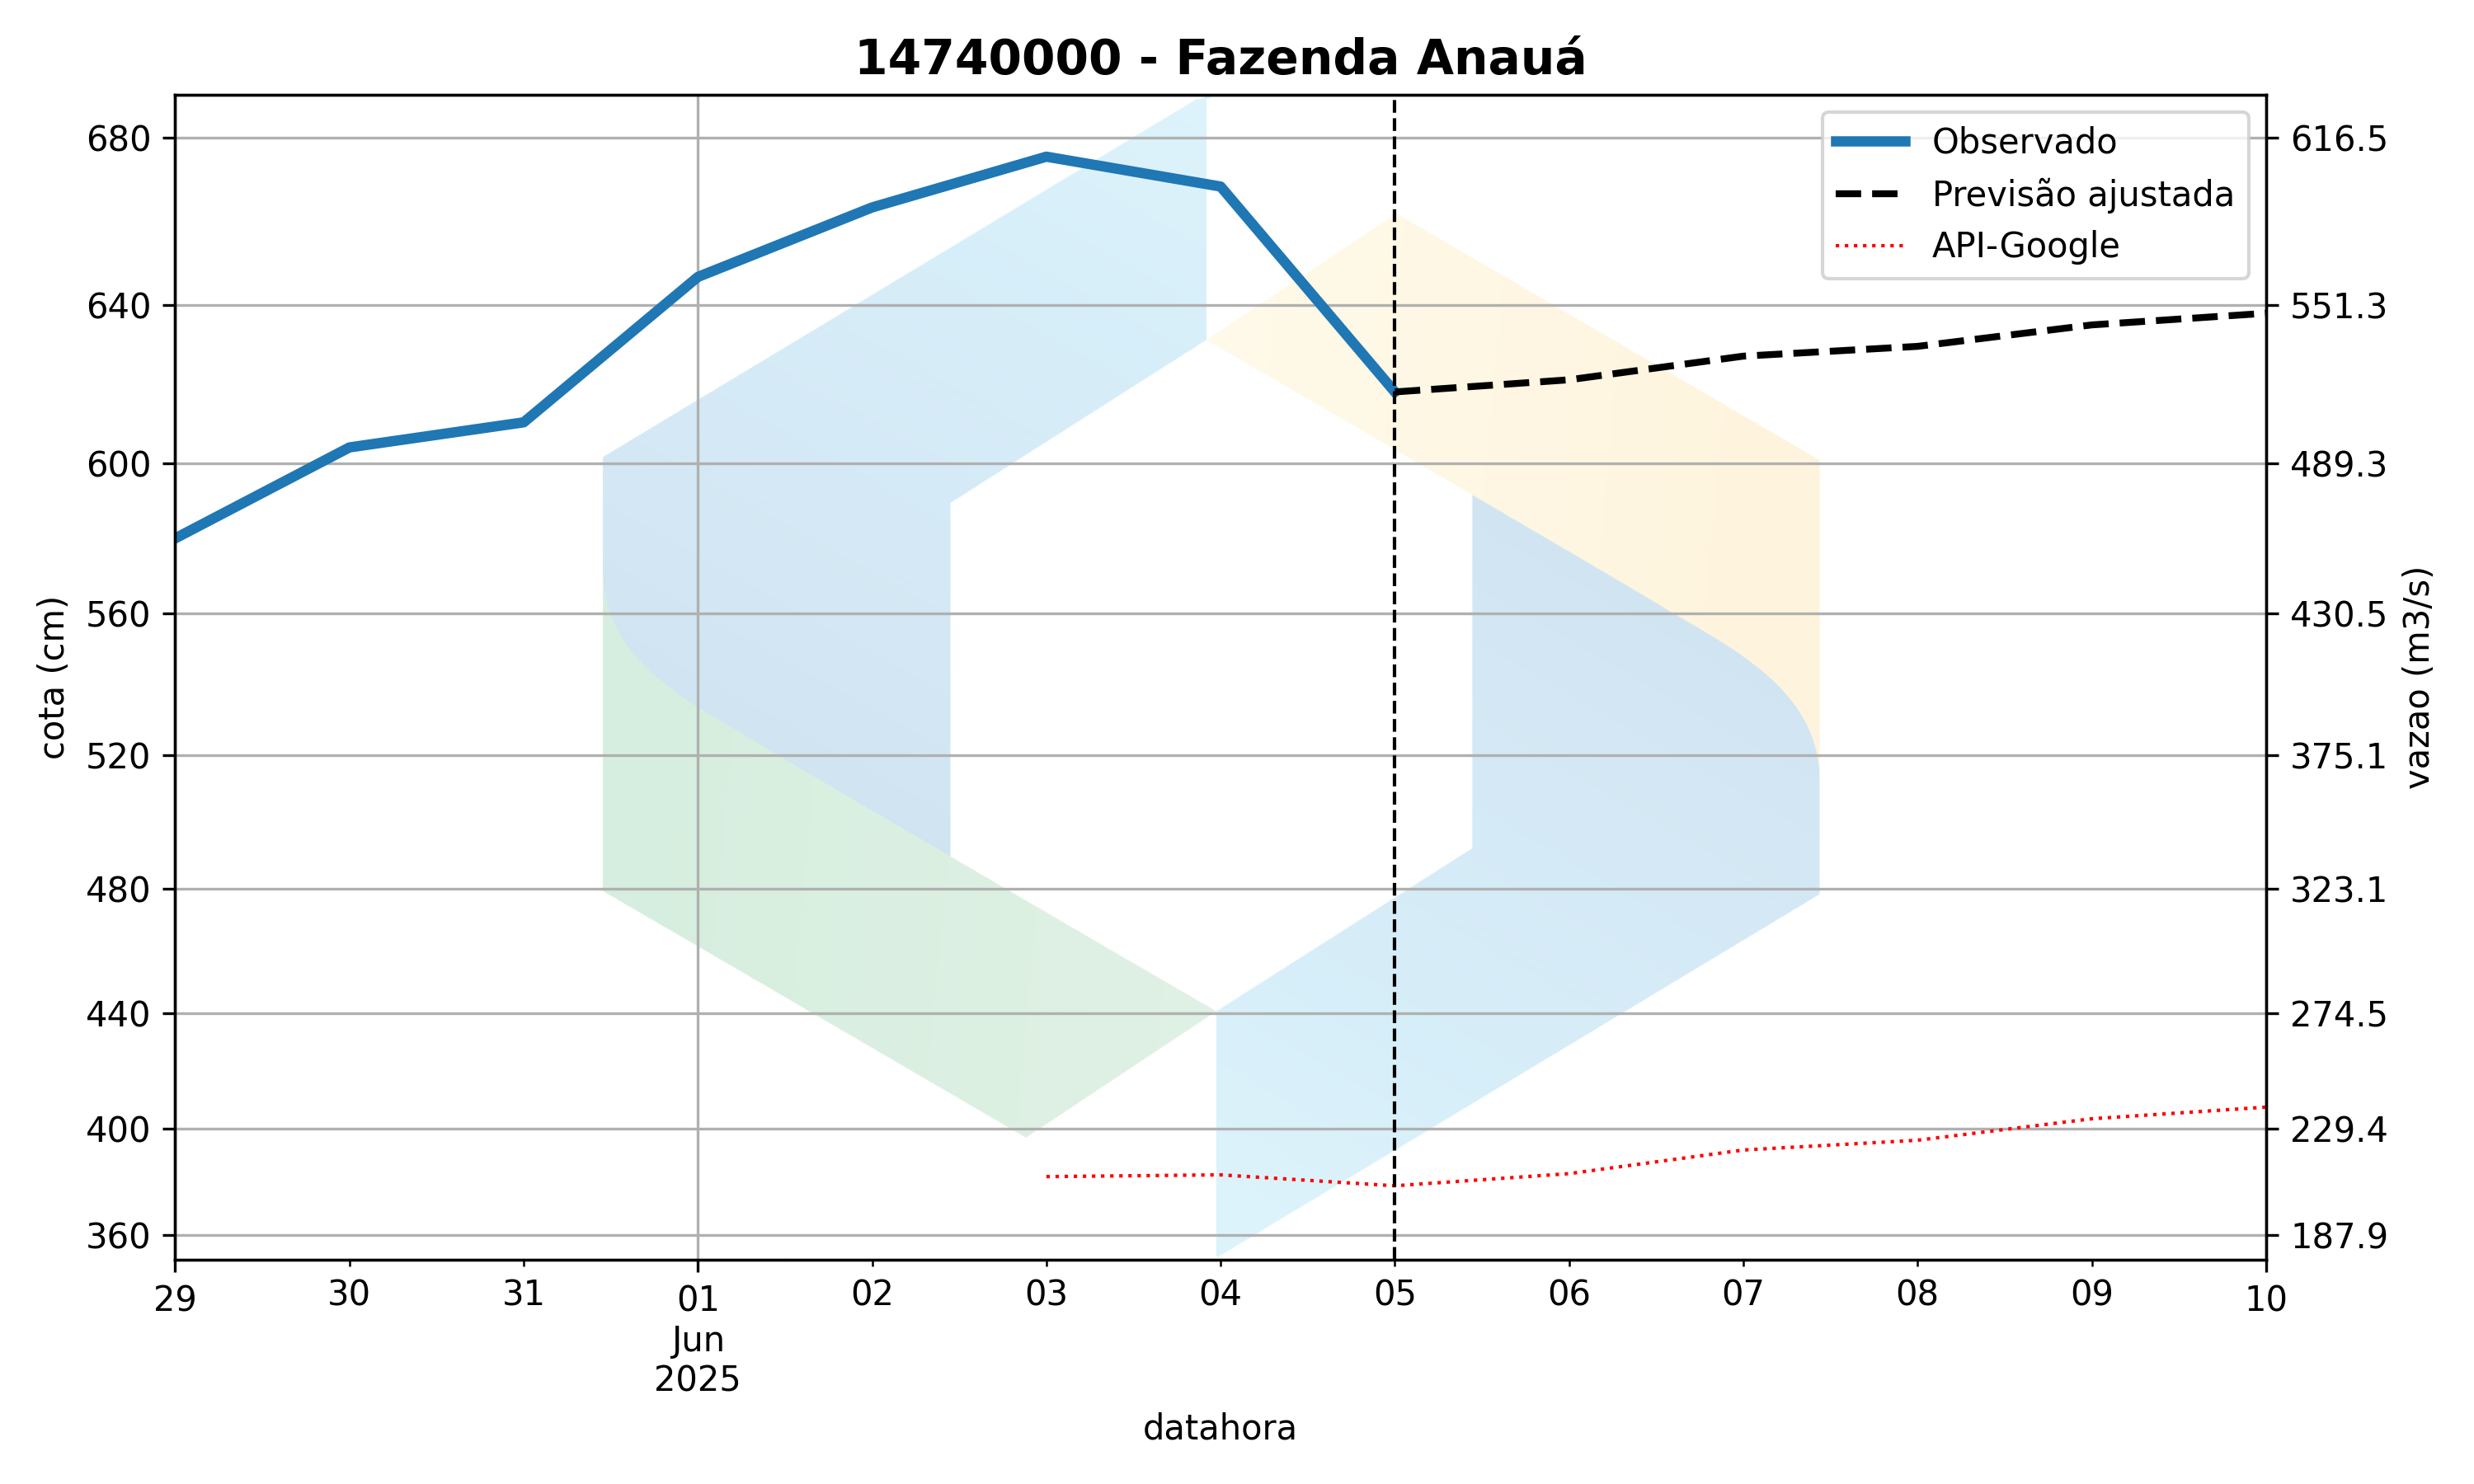 14740000 - Fazenda Anauá
Observado
Previsão ajustada
API-Google
cota (cm)
680
640
600
560
520
480
440
400
360
616.5
551.3
489.3
430.5
375.1
323.1
274.5
229.4
187.9
vazao (m3/s)
29 30 31 01 02 03 04 05 06 07 08 09 10
Jun
2025
datahora